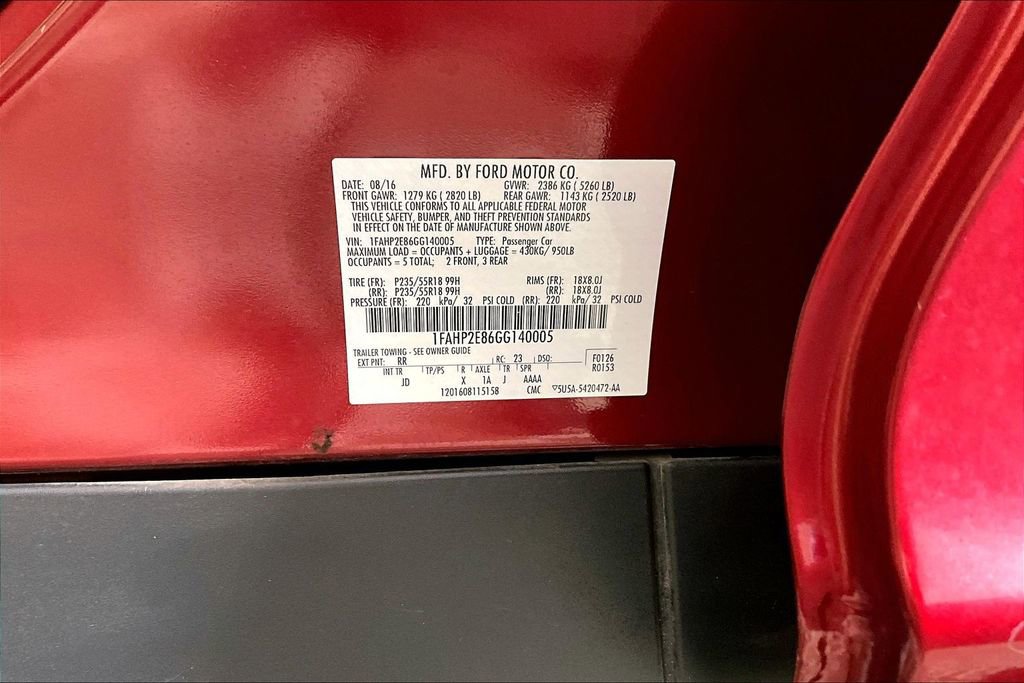 MFD. BY FORD MOTOR CO.
DATE: 08/16 GVWR: 2386 KG ( 5260 LB)
FRONT GAWR: 1279 KG ( 2820 LB) REAR GAWR: 1143 KG ( 2520 LB)
THIS VEHICLE CONFORMS TO ALL APPLICABLE FEDERAL MOTOR
VEHICLE SAFETY, BUMPER, AND THEFT PREVENTION STANDARDS
IN EFFECT ON THE DATE OF MANUFACTURE SHOWN ABOVE.
VIN: 1FAHP2E86GG140005 TYPE: Passenger Car
MAXIMUM LOAD = OCCUPANTS + LUGGAGE = 430KG/ 950LB
OCCUPANTS = 5 TOTAL; 2 FRONT, 3 REAR
TIRE (FR): P235/55R18 99H RIMS (FR): 18X8.0J
(RR): P235/55R18 99H (RR): 18X8.0J
PRESSURE (FR): 220 kPa/ 32 PSI COLD (RR): 220 kPa/ 32 PSI COLD
1FAHP2E86GG140005
TRAILER TOWING - SEE OWNER GUIDE
EXT PNT: RR RC: 23 DSO: F0126
INT TR TP/PS R AXLE TR SPR R0153
JD X 1A J AAAA
1201608115158 CMC ▽5U5A-5420472-AA